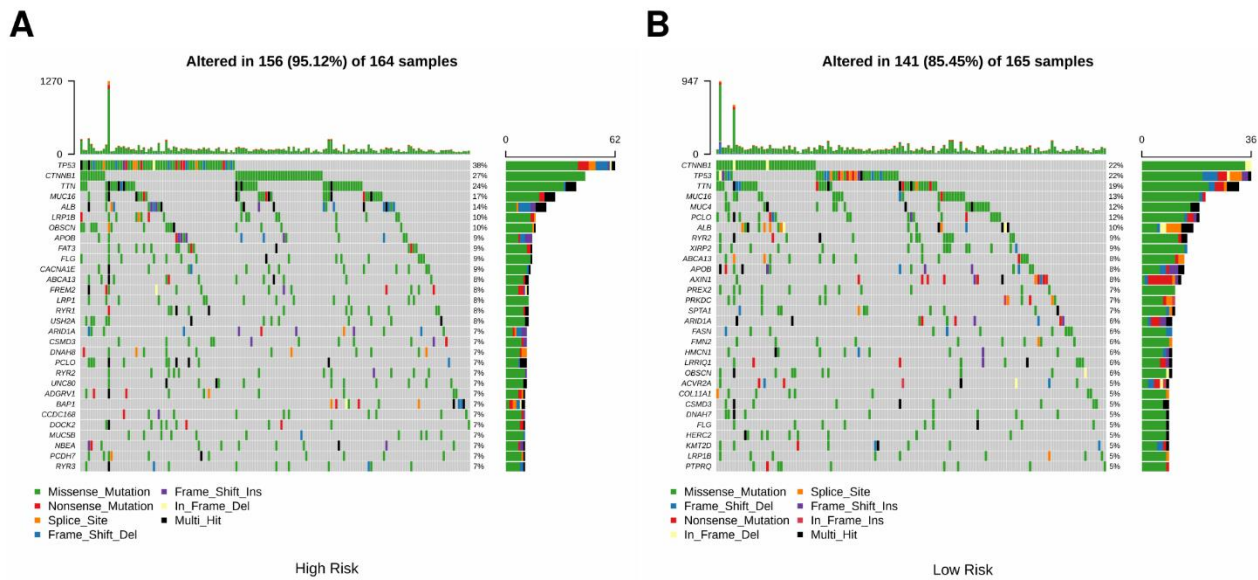 A
Altered in 156 (95.12%) of 164 samples
1270
0
0
62
TP53 38%
CTNNB1 27%
TTN 24%
MUC16 17%
ALB 14%
LRP1B 10%
OBSCN 10%
APOB 9%
FAT3 9%
FLG 9%
CACNA1E 9%
ABCA13 8%
FREM2 8%
LRP1 8%
RYR1 8%
USH2A 8%
ARID1A 7%
CSMD3 7%
DNAH8 7%
PCLO 7%
RYR2 7%
UNC80 7%
ADGRV1 7%
BAP1 7%
CCDC168 7%
DOCK2 7%
MUC5B 7%
NBEA 7%
PCDH7 7%
RYR3 7%
Missense_Mutation
Nonsense_Mutation
Splice_Site
Frame_Shift_Del
Frame_Shift_Ins
In_Frame_Del
Multi_Hit
High Risk
B
Altered in 141 (85.45%) of 165 samples
947
0
0
36
CTNNB1 22%
TP53 22%
TTN 19%
MUC16 13%
MUC4 12%
PCLO 12%
ALB 10%
RYR2 9%
XIRP2 9%
ABCA13 8%
APOB 8%
AXIN1 8%
PREX2 7%
PRKDC 7%
SPTA1 7%
ARID1A 6%
FASN 6%
FMN2 6%
HMCN1 6%
LRRIQ1 6%
OBSCN 6%
ACVR2A 5%
COL11A1 5%
CSMD3 5%
DNAH7 5%
FLG 5%
HERC2 5%
KMT2D 5%
LRP1B 5%
PTPRQ 5%
Missense_Mutation
Frame_Shift_Del
Nonsense_Mutation
In_Frame_Del
Splice_Site
Frame_Shift_Ins
In_Frame_Ins
Multi_Hit
Low Risk